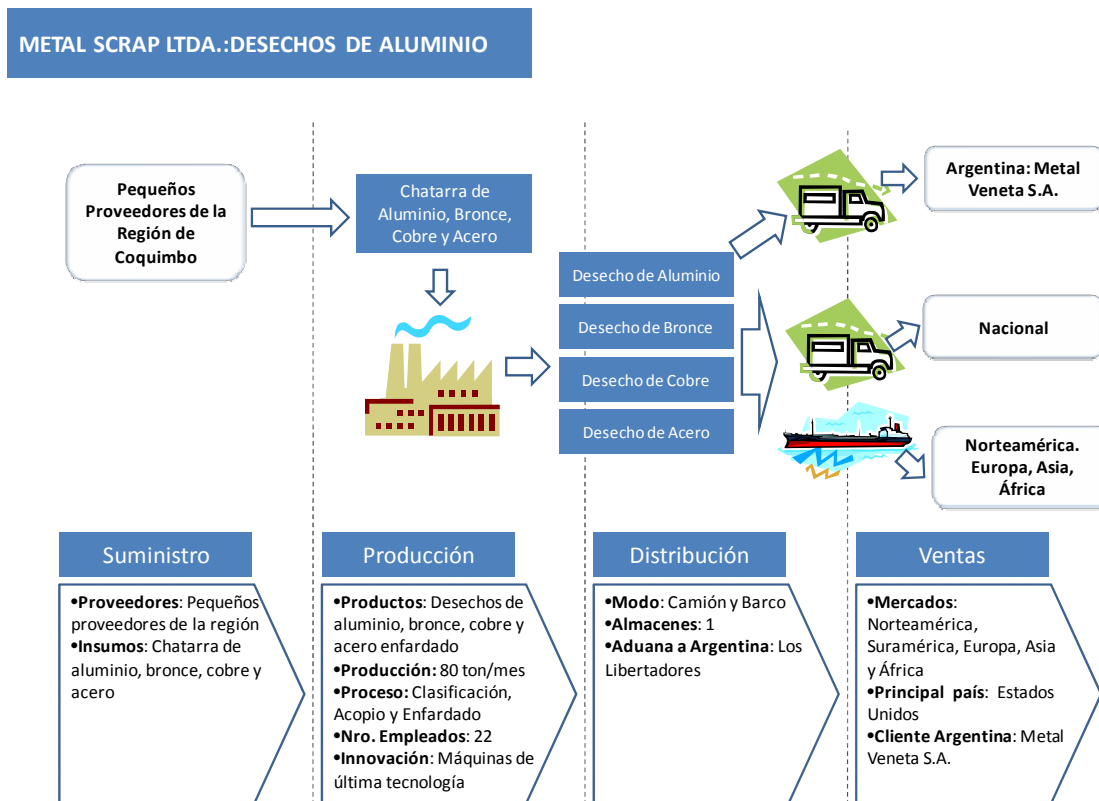 METAL SCRAP LTDA.:DESECHOS DE ALUMINIO
Pequeños
Proveedores de la
Región de
Coquimbo
Chatarra de
Aluminio, Bronce,
Cobre y Acero
Desecho de Aluminio
Desecho de Bronce
Desecho de Cobre
Desecho de Acero
Argentina: Metal
Veneta S.A.
Nacional
Norteamérica.
Europa, Asia,
África
Suministro
•Proveedores: Pequeños
proveedores de la región
•Insumos: Chatarra de
aluminio, bronce, cobre y
acero
Producción
•Productos: Desechos de
aluminio, bronce, cobre y
acero enfardado
•Producción: 80 ton/mes
•Proceso: Clasificación,
Acopio y Enfardado
•Nro. Empleados: 22
•Innovación: Máquinas de
última tecnología
Distribución
•Modo: Camión y Barco
•Almacenes: 1
•Aduana a Argentina: Los
Libertadores
Ventas
•Mercados:
Norteamérica,
Suramérica, Europa, Asia
y África
•Principal país: Estados
Unidos
•Cliente Argentina: Metal
Veneta S.A.